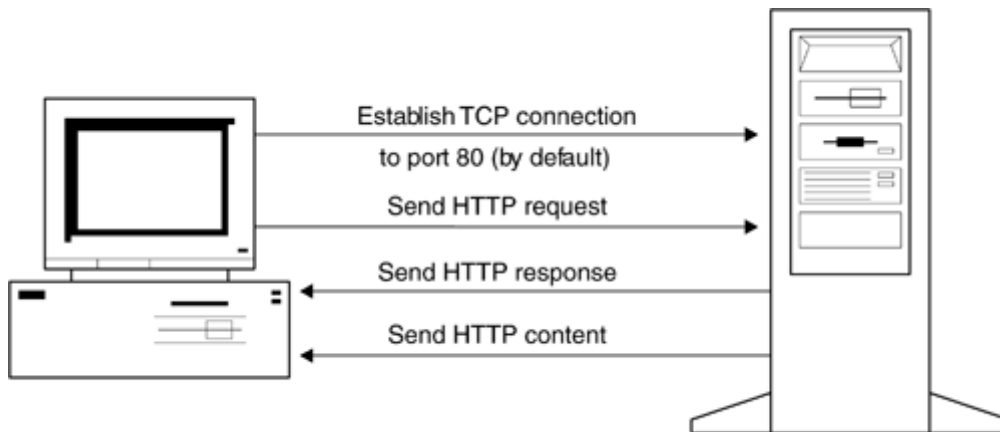 Establish TCP connection
to port 80 (by default)
Send HTTP request
Send HTTP response
Send HTTP content